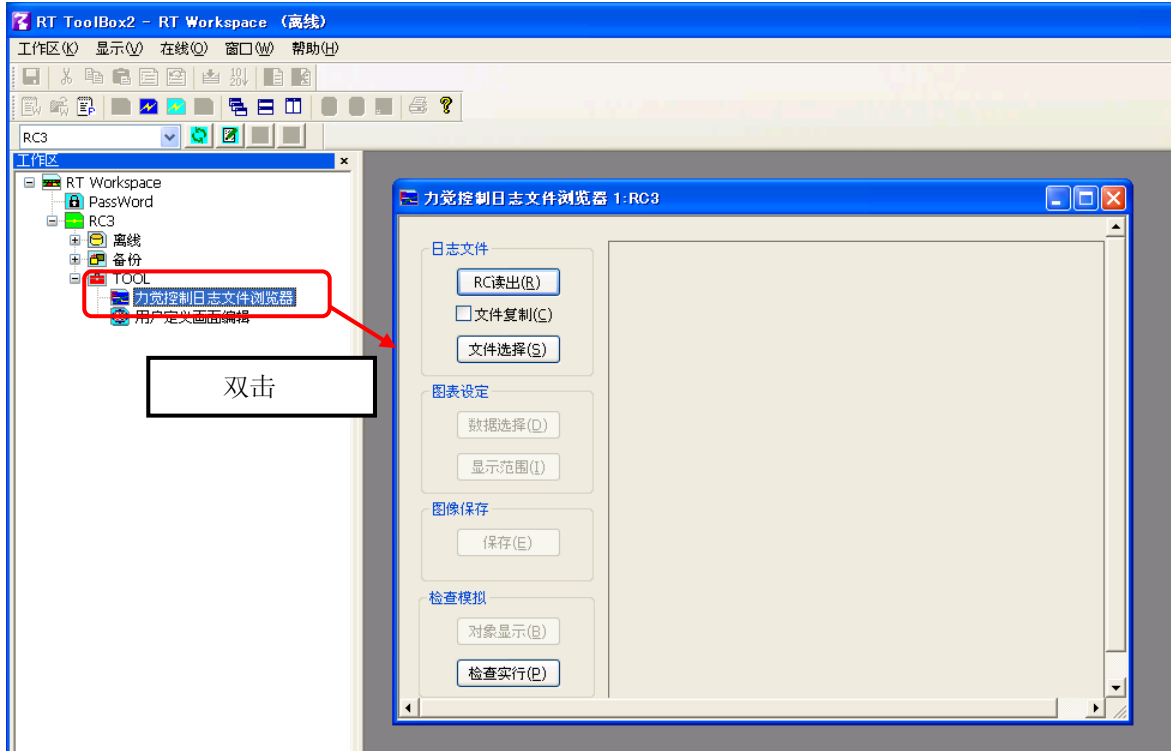 RT ToolBox2 - RT Workspace （离线）
工作区(K) 显示(V) 在线(O) 窗口(W) 帮助(H)
RC3
工作区
RT Workspace
PassWord
RC3
离线
备份
TOOL
力觉控制日志文件浏览器
用户定义画面编辑
双击
力觉控制日志文件浏览器 1:RC3
日志文件
RC读出(R)
文件复制(C)
文件选择(S)
图表设定
数据选择(D)
显示范围(I)
图像保存
保存(E)
检查模拟
对象显示(B)
检查实行(P)